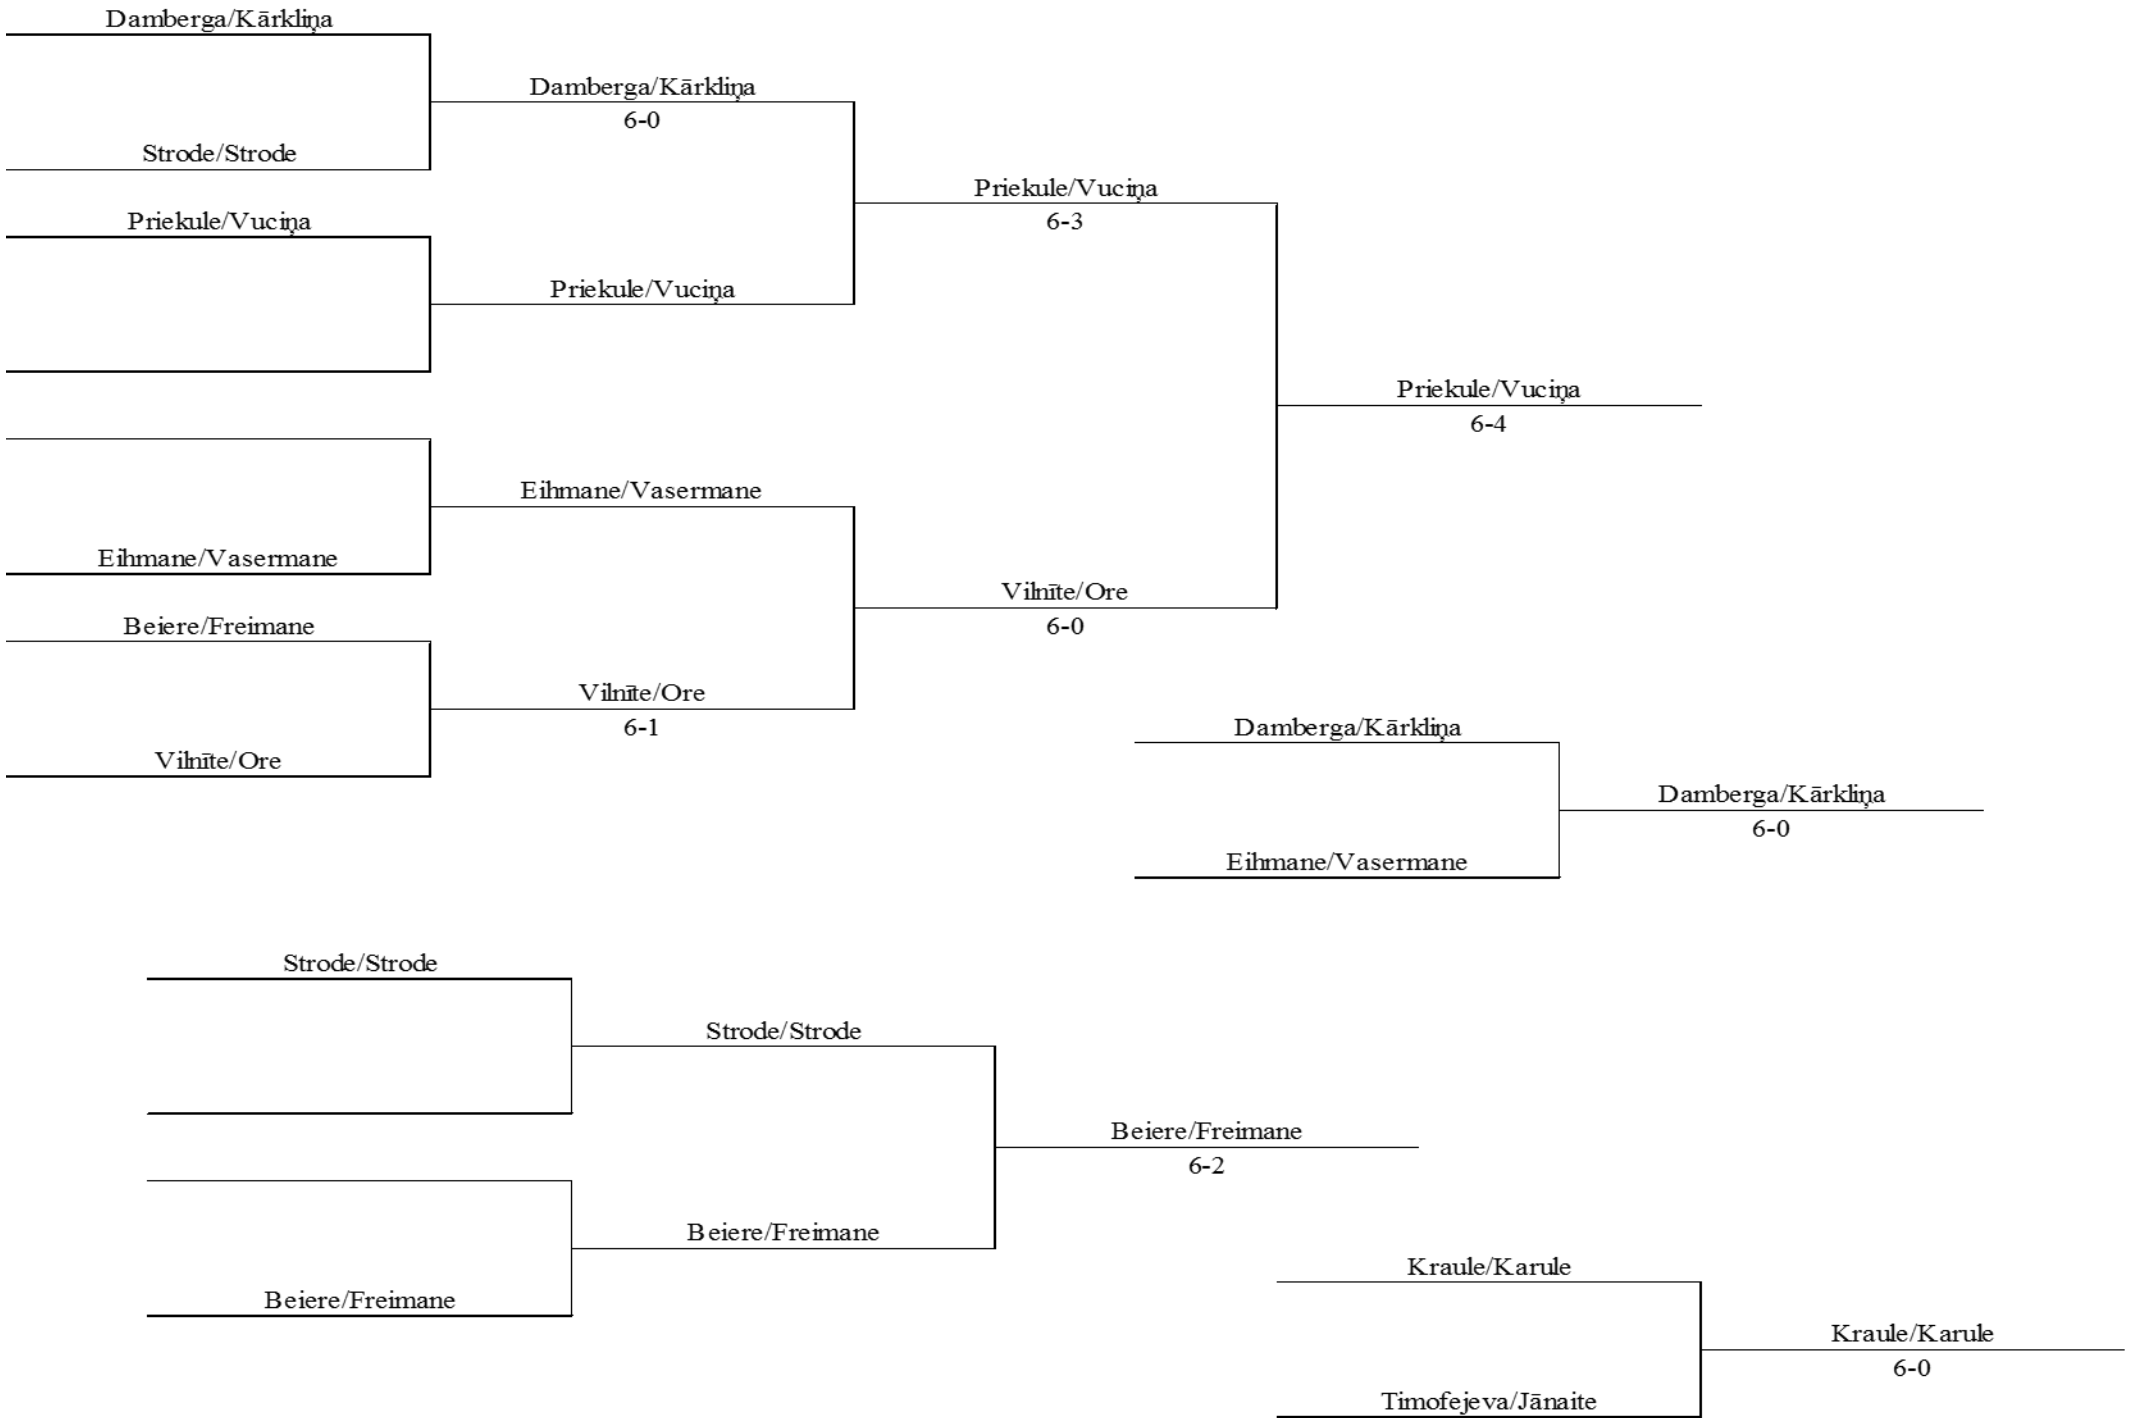 Damberga/Kārkliņa
Damberga/Kārkliņa
6-0
Strode/Strode
Priekule/Vuciņa
6-3
Priekule/Vuciņa
Priekule/Vuciņa
Priekule/Vuciņa
6-4
Eihmane/Vasermane
Eihmane/Vasermane
Vilnīte/Ore
6-0
Beiere/Freimane
Vilnīte/Ore
6-1
Vilnīte/Ore
Damberga/Kārkliņa
Damberga/Kārkliņa
6-0
Eihmane/Vasermane
Strode/Strode
Strode/Strode
Beiere/Freimane
6-2
Beiere/Freimane
Beiere/Freimane
Kraule/Karule
Kraule/Karule
6-0
Timofejeva/Jānaite